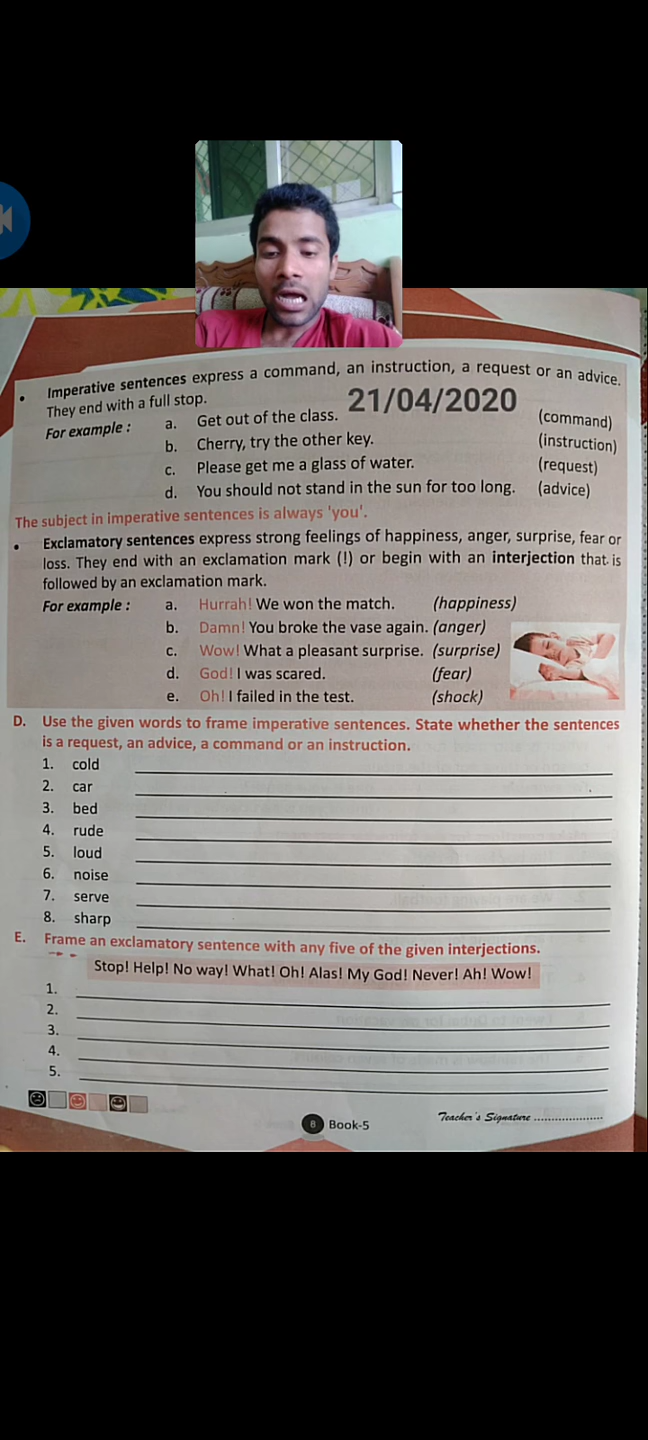 • Imperative sentences express a command, an instruction, a request or an advice.
They end with a full stop.
21/04/2020
For example : a. Get out of the class. (command)
b. Cherry, try the other key. (instruction)
c. Please get me a glass of water. (request)
d. You should not stand in the sun for too long. (advice)
The subject in imperative sentences is always 'you'.
• Exclamatory sentences express strong feelings of happiness, anger, surprise, fear or
loss. They end with an exclamation mark (!) or begin with an interjection that is
followed by an exclamation mark.
For example : a. Hurrah! We won the match. (happiness)
b. Damn! You broke the vase again. (anger)
c. Wow! What a pleasant surprise. (surprise)
d. God! I was scared. (fear)
e. Oh! I failed in the test. (shock)
D. Use the given words to frame imperative sentences. State whether the sentences
is a request, an advice, a command or an instruction.
1. cold
2. car
3. bed
4. rude
5. loud
6. noise
7. serve
8. sharp
E. Frame an exclamatory sentence with any five of the given interjections.
Stop! Help! No way! What! Oh! Alas! My God! Never! Ah! Wow!
1.
2.
3.
4.
5.
8 Book-5
Teacher's Signature ....................